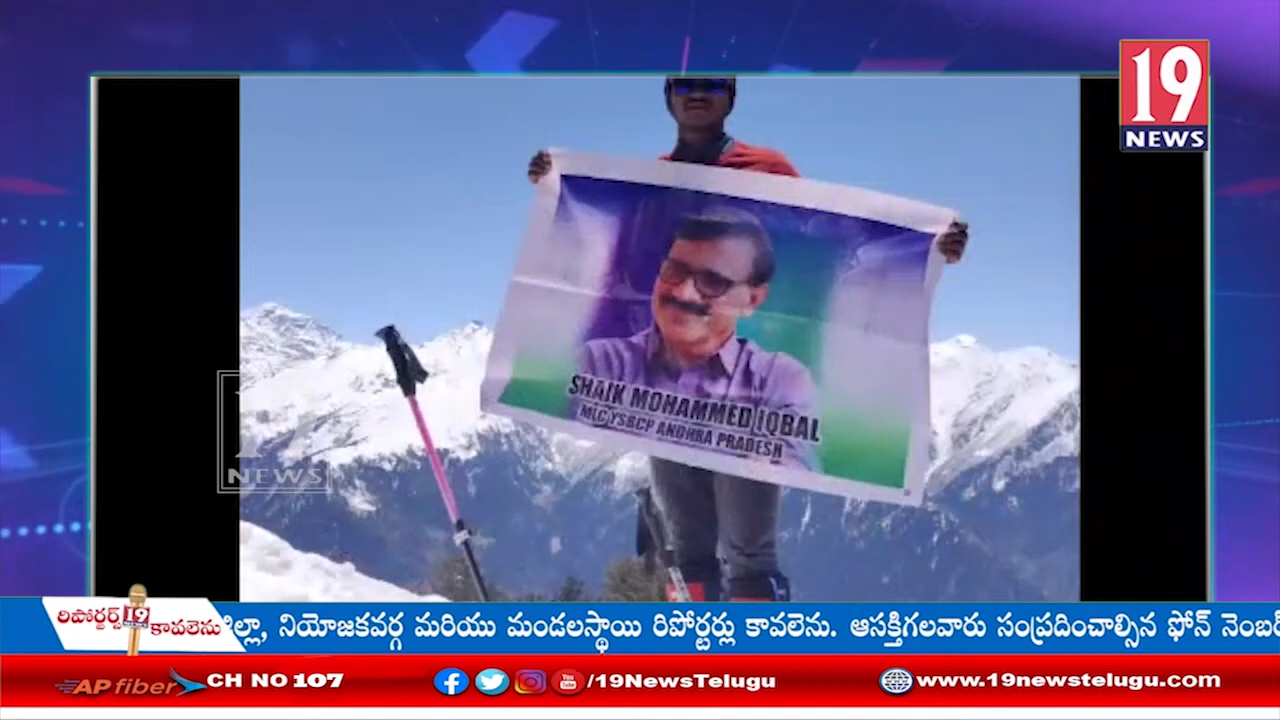 19
NEWS
SHAIK MOHAMMED IQBAL
MLC YSRCP ANDHRA PRADESH
NEWS
రిపోర్టర్స్ 19
కావలెను
ిల్లా, నియోజకవర్గ మరియు మండలస్థాయి రిపోర్టర్లు కావలెను. ఆసక్తిగలవారు సంప్రదించాల్సిన ఫోన్ నెంబర్
AP fiber CH NO 107 /19NewsTelugu www.19newstelugu.com